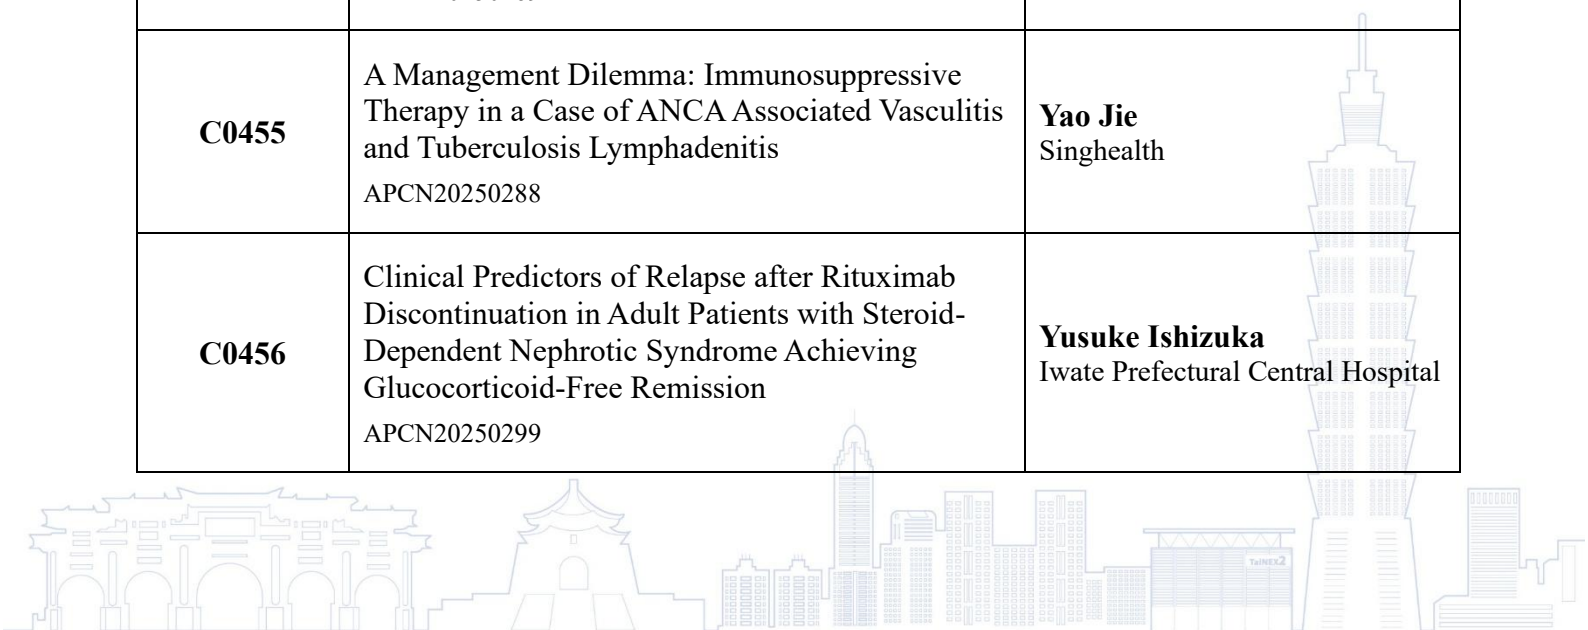 C0455
A Management Dilemma: Immunosuppressive
Therapy in a Case of ANCA Associated Vasculitis
and Tuberculosis Lymphadenitis
APCN20250288
Yao Jie
Singhealth
C0456
Clinical Predictors of Relapse after Rituximab
Discontinuation in Adult Patients with Steroid-
Dependent Nephrotic Syndrome Achieving
Glucocorticoid-Free Remission
APCN20250299
Yusuke Ishizuka
Iwate Prefectural Central Hospital
TaiNEX2